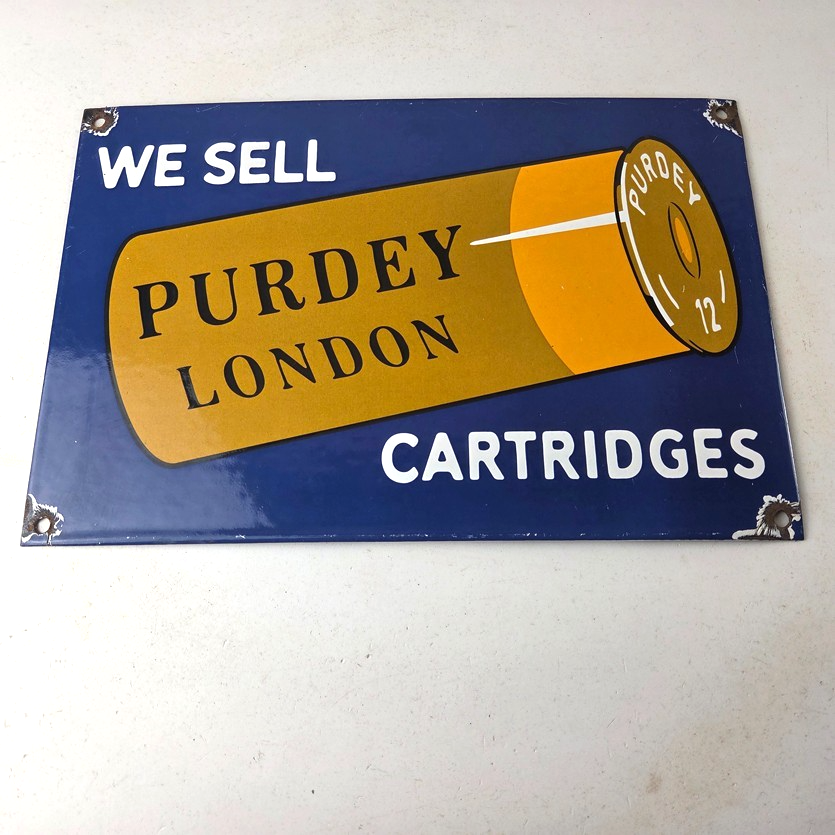 WE SELL
PURDEY
LONDON
PURDEY
12
CARTRIDGES